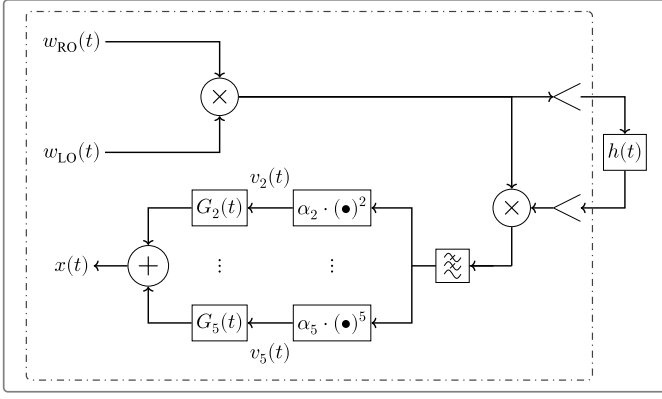 w_RO(t)
×
w_LO(t)
h(t)
v_2(t)
G_2(t)
α_2 · (•)^2
×
x(t)
+
⋮
⋮
G_5(t)
α_5 · (•)^5
v_5(t)